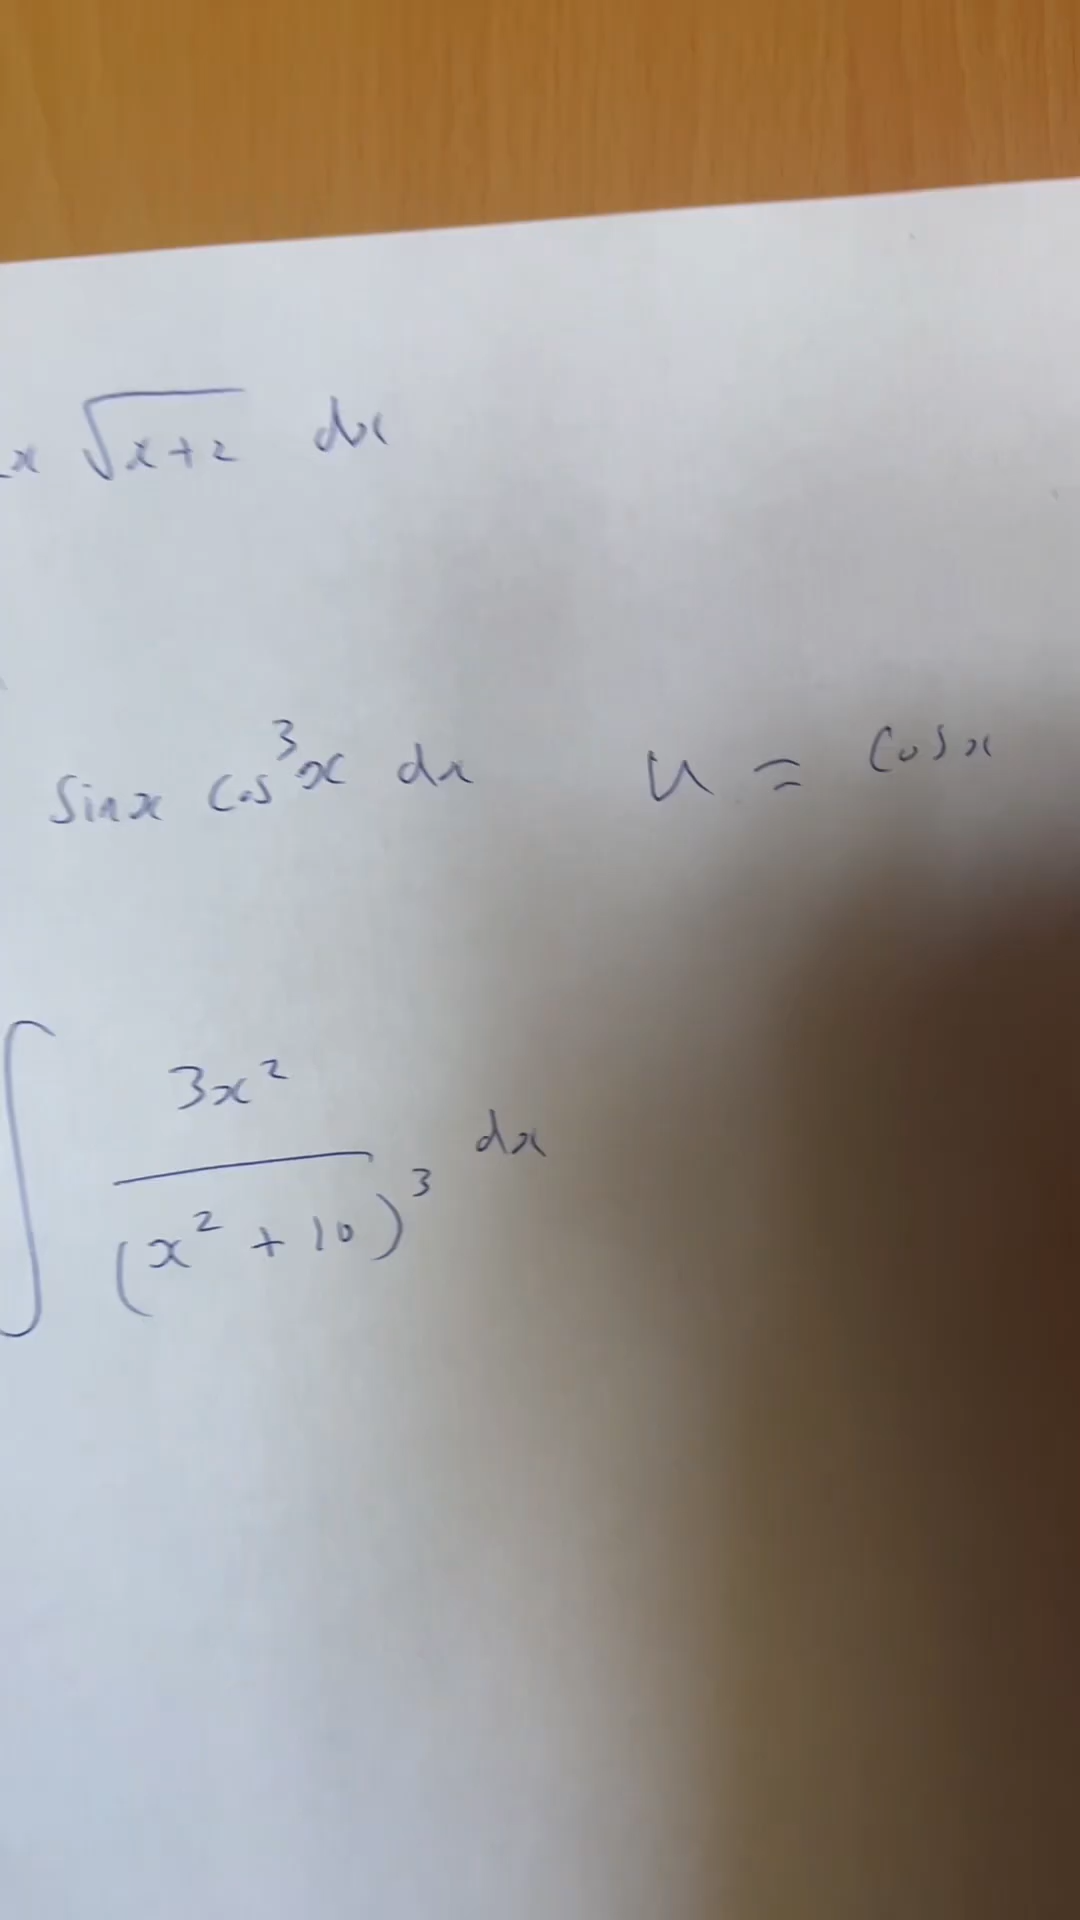 x √(x+2) dx
sinx cos³x dx u = cosx
∫ 3x² / (x² + 10)³ dx